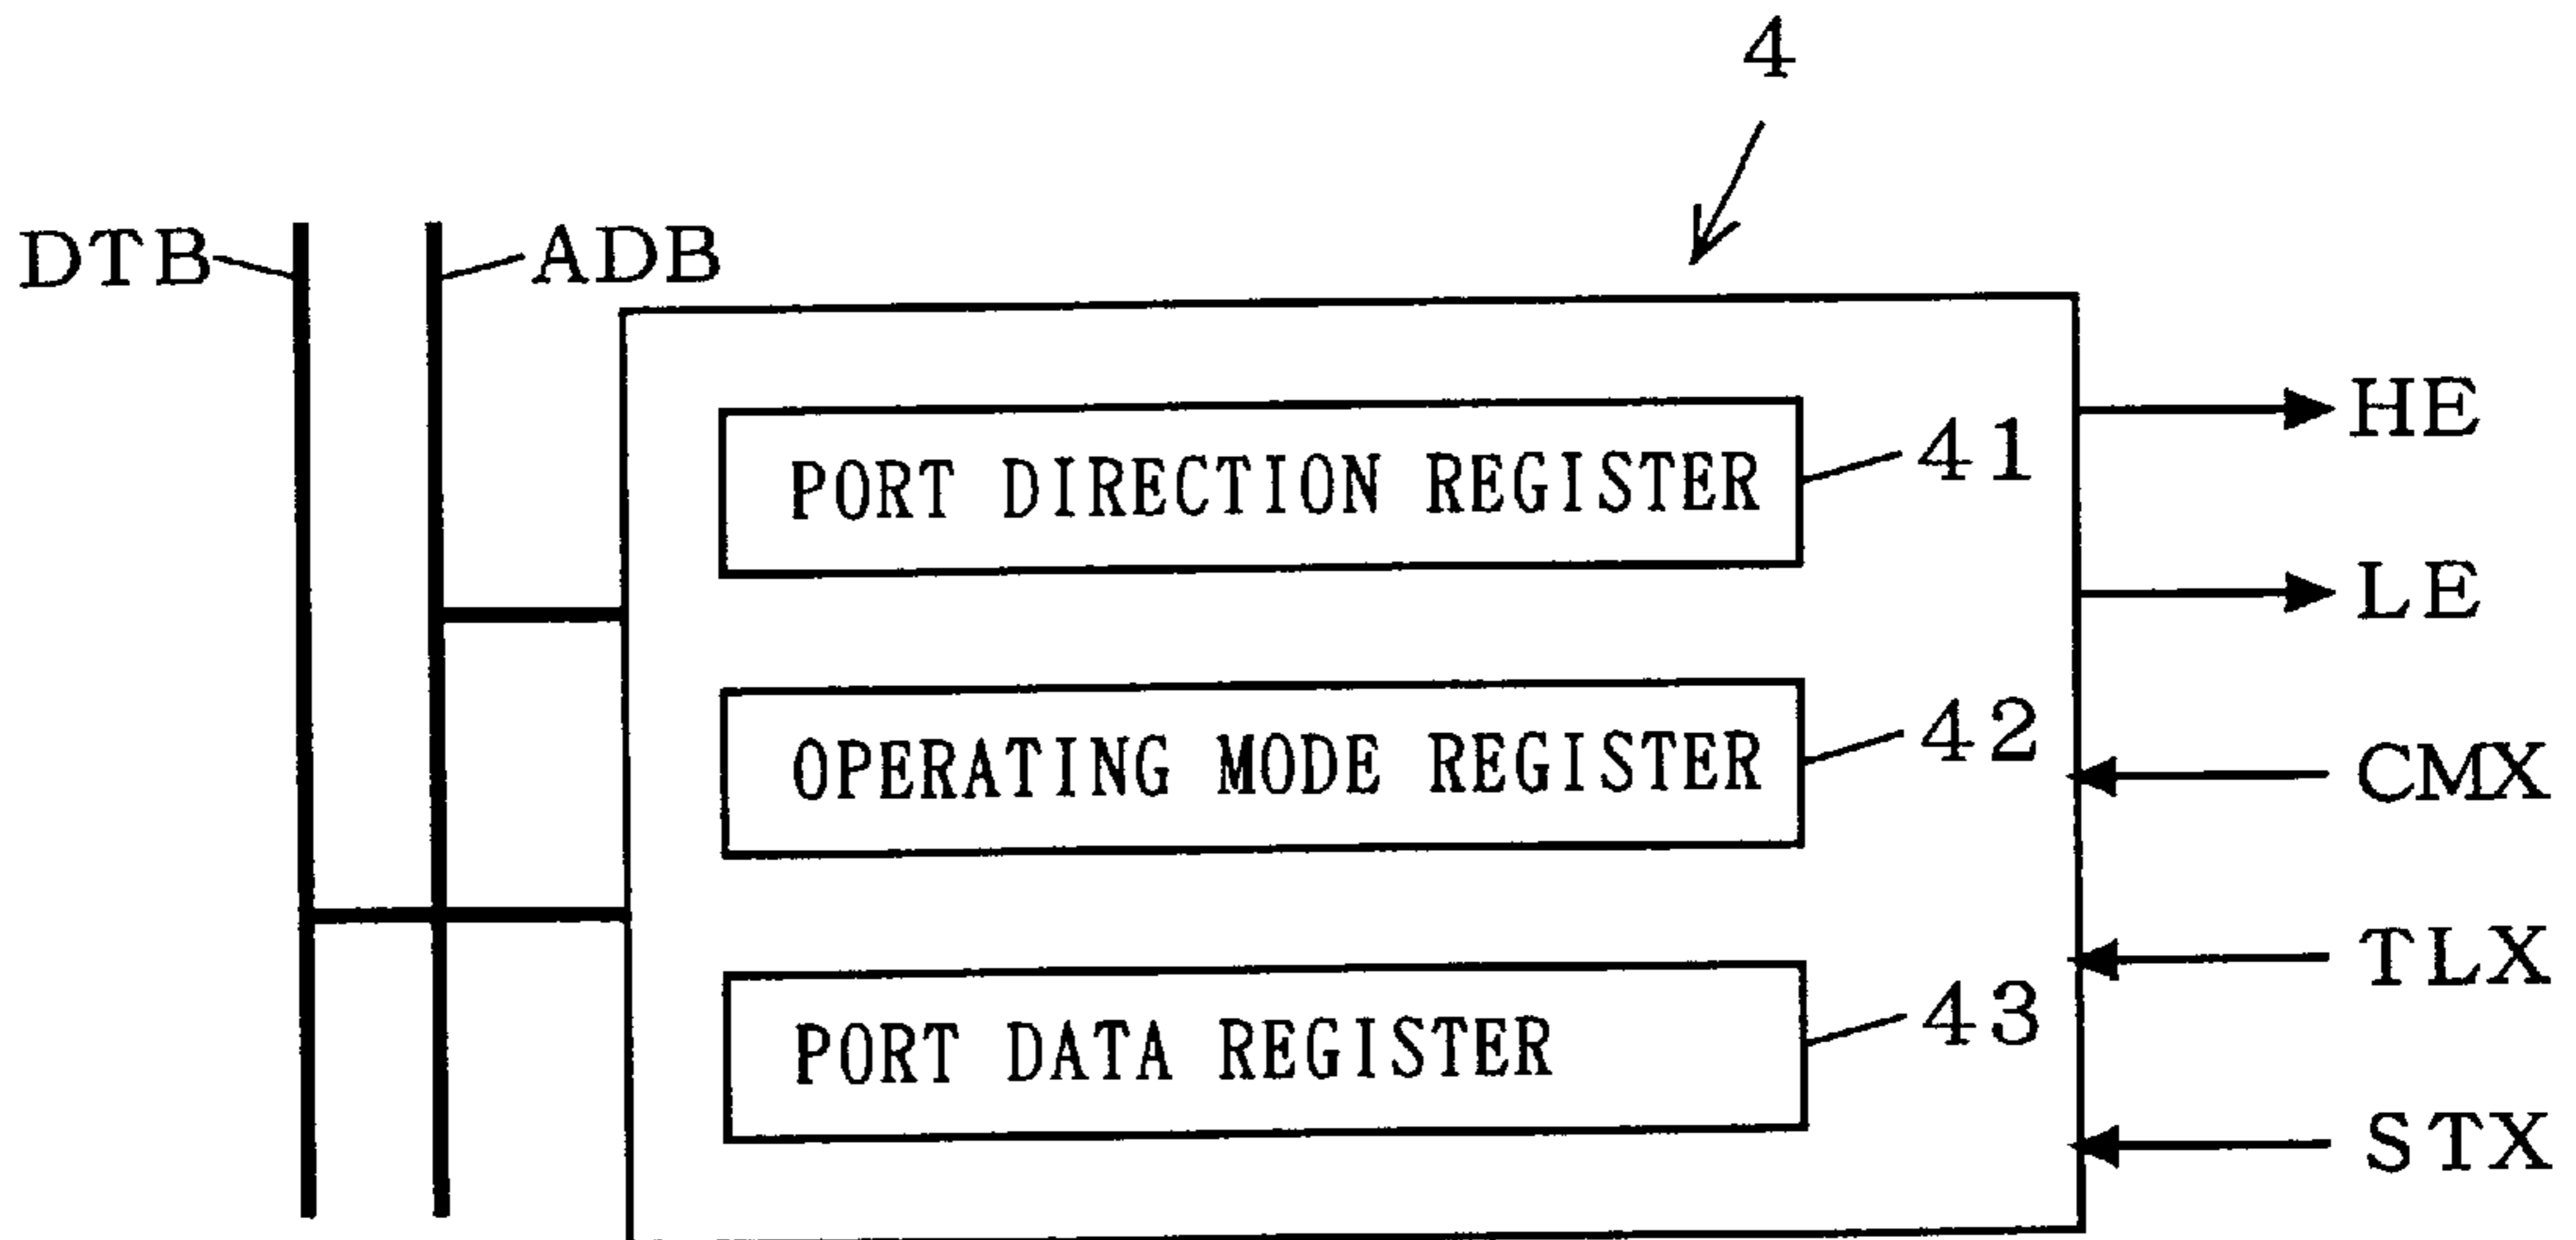 4
DTB
ADB
HE
PORT DIRECTION REGISTER
41
LE
OPERATING MODE REGISTER
42
CMX
TLX
PORT DATA REGISTER
43
STX